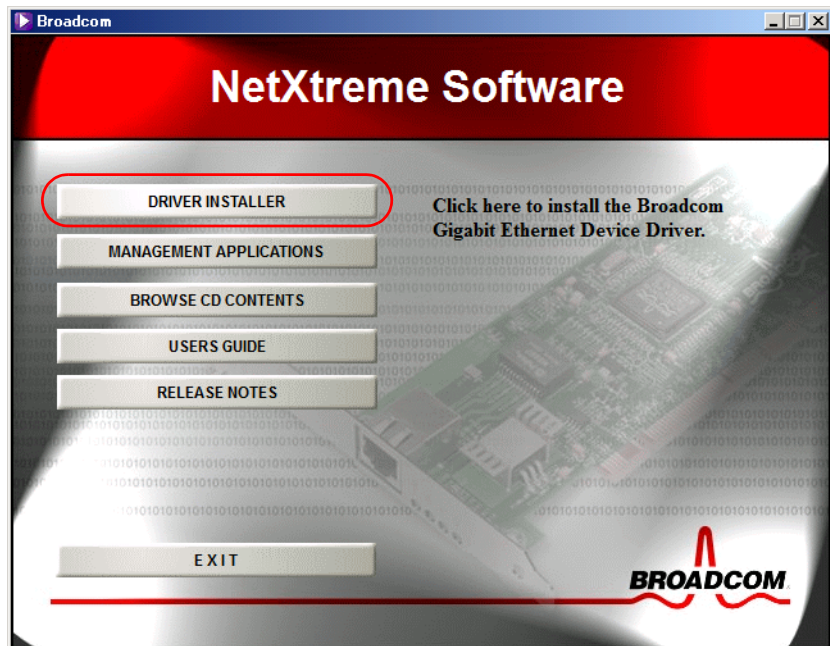 Broadcom
NetXtreme Software
DRIVER INSTALLER
Click here to install the Broadcom
Gigabit Ethernet Device Driver.
MANAGEMENT APPLICATIONS
BROWSE CD CONTENTS
USERS GUIDE
RELEASE NOTES
EXIT
BROADCOM